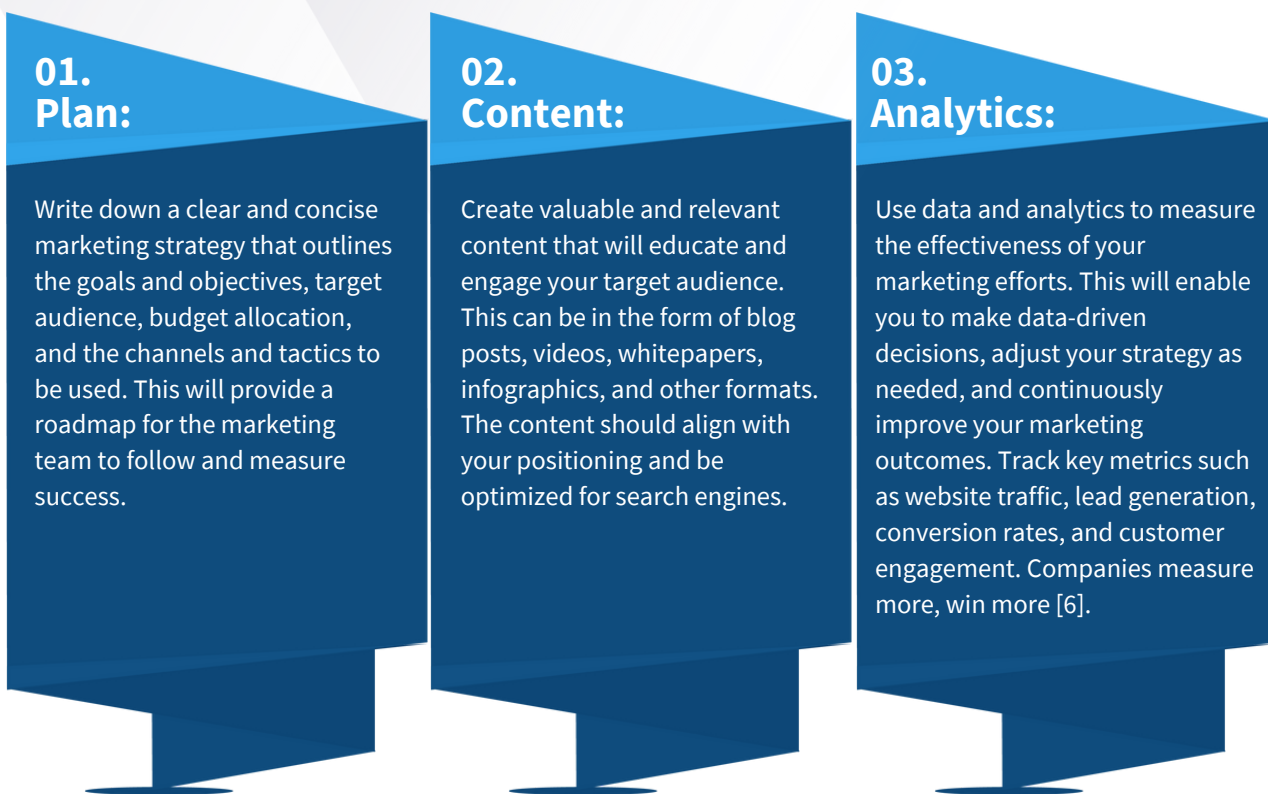 01.
Plan:
Write down a clear and concise
marketing strategy that outlines
the goals and objectives, target
audience, budget allocation,
and the channels and tactics to
be used. This will provide a
roadmap for the marketing
team to follow and measure
success.
02.
Content:
Create valuable and relevant
content that will educate and
engage your target audience.
This can be in the form of blog
posts, videos, whitepapers,
infographics, and other formats.
The content should align with
your positioning and be
optimized for search engines.
03.
Analytics:
Use data and analytics to measure
the effectiveness of your
marketing efforts. This will enable
you to make data-driven
decisions, adjust your strategy as
needed, and continuously
improve your marketing
outcomes. Track key metrics such
as website traffic, lead generation,
conversion rates, and customer
engagement. Companies measure
more, win more [6].